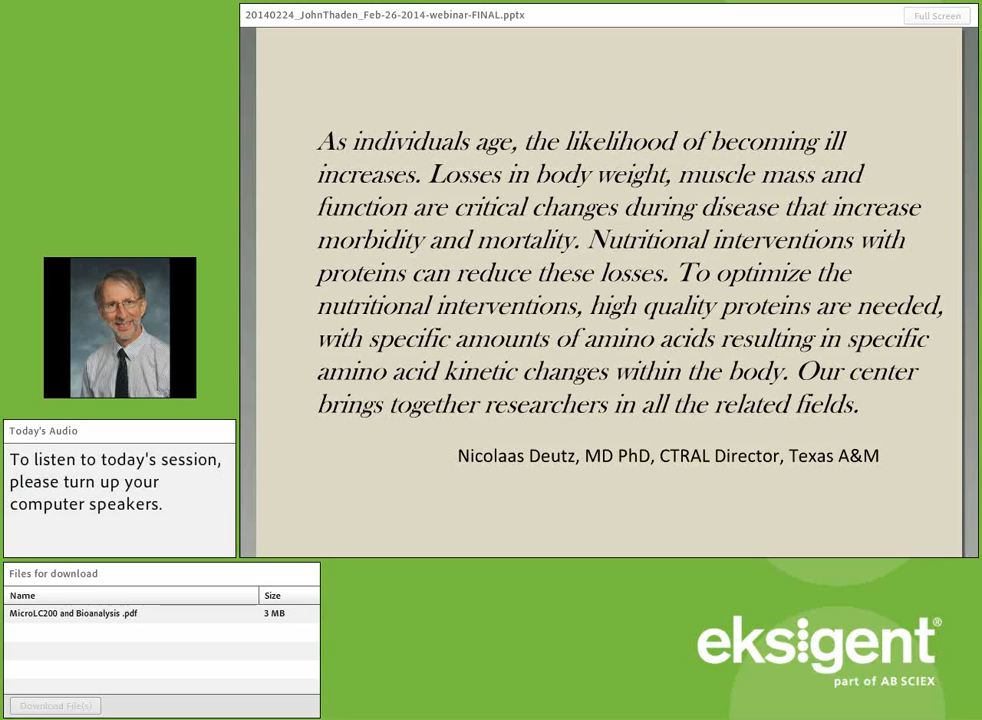 20140224_JohnThaden_Feb-26-2014-webinar-FINAL.pptx
Full Screen
As individuals age, the likelihood of becoming ill
increases. Losses in body weight, muscle mass and
function are critical changes during disease that increase
morbidity and mortality. Nutritional interventions with
proteins can reduce these losses. To optimize the
nutritional interventions, high quality proteins are needed,
with specific amounts of amino acids resulting in specific
amino acid kinetic changes within the body. Our center
brings together researchers in all the related fields.
Nicolaas Deutz, MD PhD, CTRAL Director, Texas A&M
Today's Audio
To listen to today's session,
please turn up your
computer speakers.
Files for download
Name Size
MicroLC200 and Bioanalysis .pdf 3 MB
Download File(s)
eksigent®
part of AB SCIEX